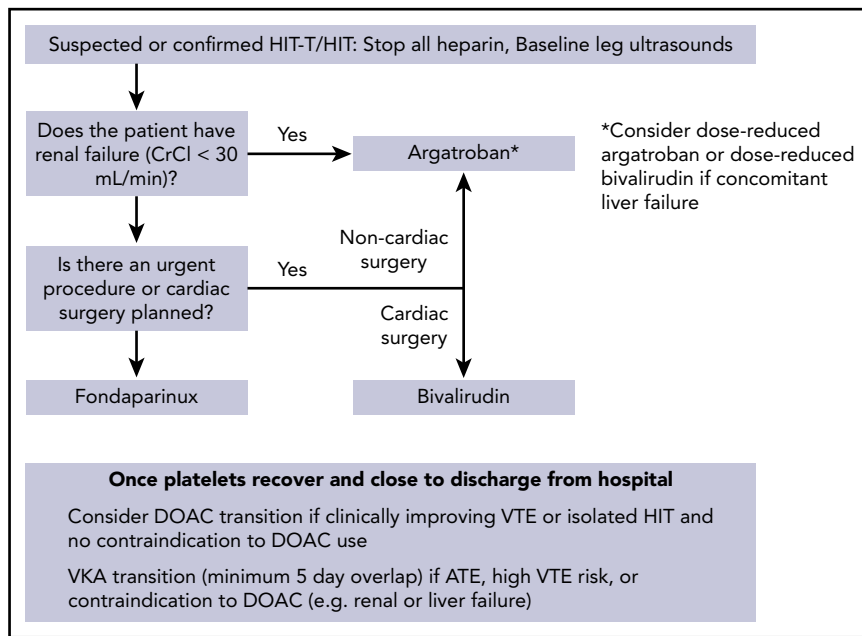 Suspected or confirmed HIT-T/HIT: Stop all heparin, Baseline leg ultrasounds
Does the patient have
renal failure (CrCl < 30
mL/min)?
Yes
Argatroban*
*Consider dose-reduced
argatroban or dose-reduced
bivalirudin if concomitant
liver failure
Non-cardiac
surgery
Is there an urgent
procedure or cardiac
surgery planned?
Yes
Cardiac
surgery
Fondaparinux
Bivalirudin
Once platelets recover and close to discharge from hospital
Consider DOAC transition if clinically improving VTE or isolated HIT and
no contraindication to DOAC use
VKA transition (minimum 5 day overlap) if ATE, high VTE risk, or
contraindication to DOAC (e.g. renal or liver failure)